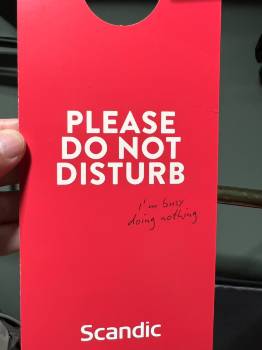 PLEASE
DO NOT
DISTURB
I'm busy
doing nothing
Scandic